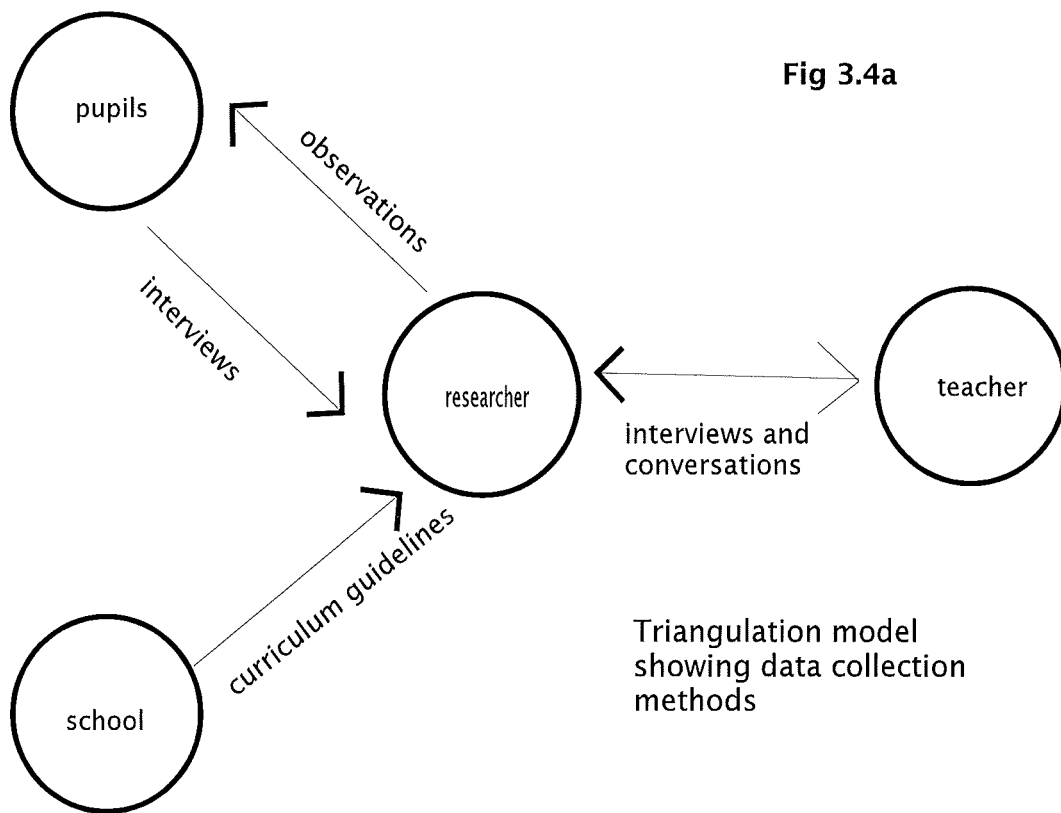 Fig 3.4a
pupils
observations
interviews
researcher
teacher
interviews and
conversations
curriculum guidelines
school
Triangulation model
showing data collection
methods